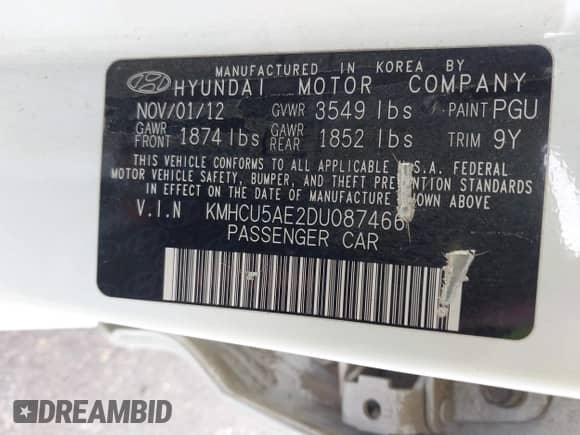 MANUFACTURED IN KOREA BY
HYUNDAI MOTOR COMPANY
NOV/01/12 GVWR 3549 lbs PAINT PGU
GAWR FRONT 1874 lbs GAWR REAR 1852 lbs TRIM 9Y
THIS VEHICLE CONFORMS TO ALL APPLICABLE U.S.A. FEDERAL
MOTOR VEHICLE SAFETY, BUMPER, AND THEFT PREVENTION STANDARDS
IN EFFECT ON THE DATE OF MANUFACTURE SHOWN ABOVE
V.I.N KMHCU5AE2DU087466
PASSENGER CAR
DREAMBID